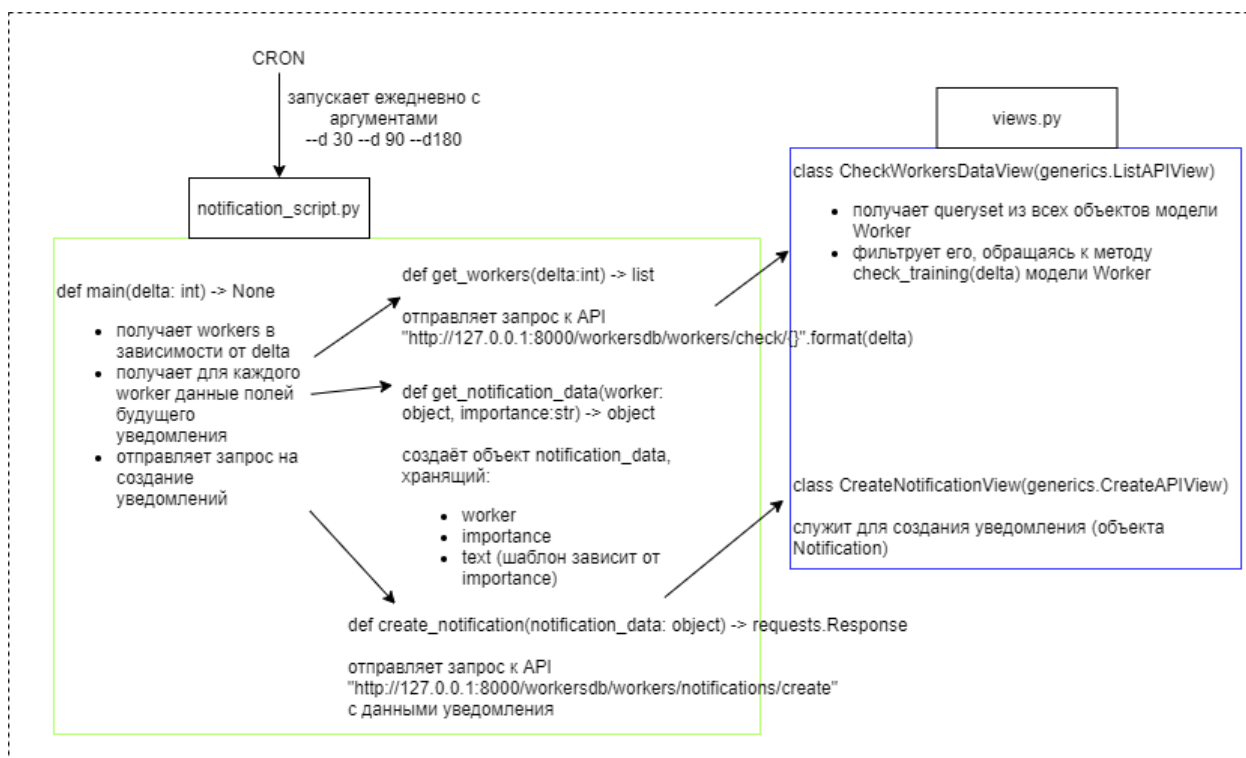 CRON
запускает ежедневно с
аргументами
--d 30 --d 90 --d180
notification_script.py
def main(delta: int) -> None
получает workers в
зависимости от delta
получает для каждого
worker данные полей
будущего
уведомления
отправляет запрос на
создание
уведомлений
def get_workers(delta:int) -> list
отправляет запрос к API
"http://127.0.0.1:8000/workersdb/workers/check/{}".format(delta)
def get_notification_data(worker:
object, importance:str) -> object
создаёт объект notification_data,
хранящий:
worker
importance
text (шаблон зависит от
importance)
def create_notification(notification_data: object) -> requests.Response
отправляет запрос к API
"http://127.0.0.1:8000/workersdb/workers/notifications/create"
с данными уведомления
views.py
class CheckWorkersDataView(generics.ListAPIView)
получает queryset из всех объектов модели
Worker
фильтрует его, обращаясь к методу
check_training(delta) модели Worker
class CreateNotificationView(generics.CreateAPIView)
служит для создания уведомления (объекта
Notification)